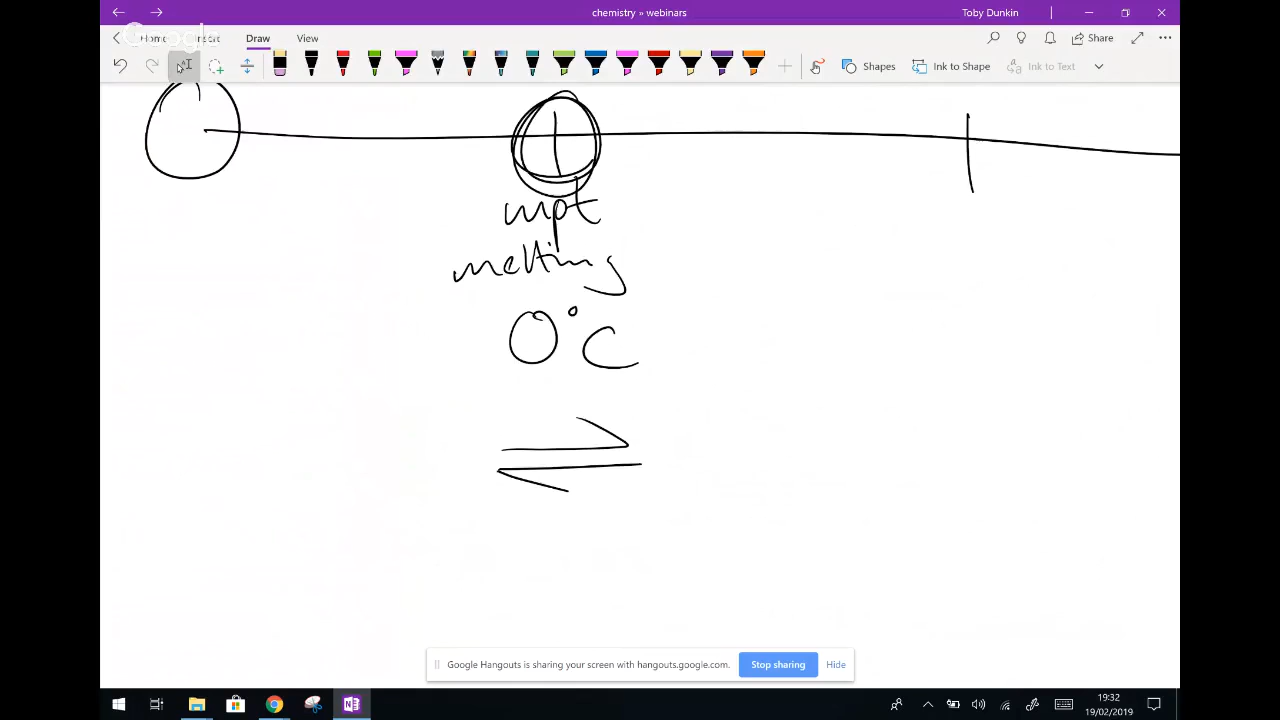 chemistry » webinars
Toby Dunkin
Google
Home Insert Draw View
Share
Shapes Ink to Shape Ink to Text
mpt
melting
0°C
Google Hangouts is sharing your screen with hangouts.google.com. Stop sharing Hide
19:32
19/02/2019